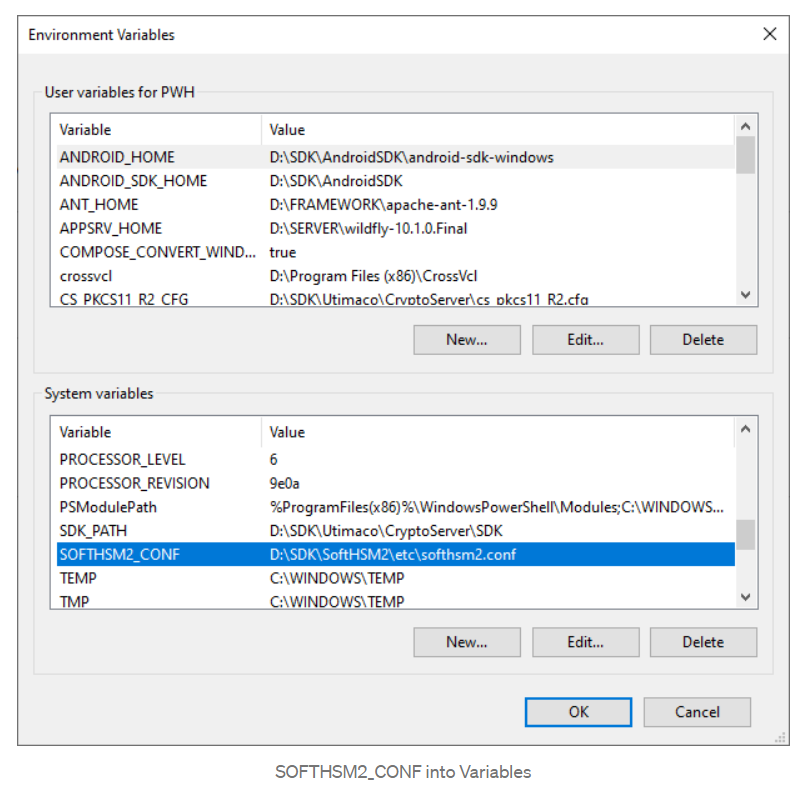 Environment Variables
User variables for PWH
Variable Value
ANDROID_HOME D:\SDK\AndroidSDK\android-sdk-windows
ANDROID_SDK_HOME D:\SDK\AndroidSDK
ANT_HOME D:\FRAMEWORK\apache-ant-1.9.9
APPSRV_HOME D:\SERVER\wildfly-10.1.0.Final
COMPOSE_CONVERT_WIND... true
crossvcl D:\Program Files (x86)\CrossVcl
CS_PKCS11_R2_CFG D:\SDK\Utimaco\CryptoServer\cs_pkcs11_R2.cfg
New... Edit... Delete
System variables
Variable Value
PROCESSOR_LEVEL 6
PROCESSOR_REVISION 9e0a
PSModulePath %ProgramFiles(x86)%\WindowsPowerShell\Modules;C:\WINDOWS...
SDK_PATH D:\SDK\Utimaco\CryptoServer\SDK
SOFTHSM2_CONF D:\SDK\SoftHSM2\etc\softhsm2.conf
TEMP C:\WINDOWS\TEMP
TMP C:\WINDOWS\TEMP
New... Edit... Delete
OK Cancel
SOFTHSM2_CONF into Variables